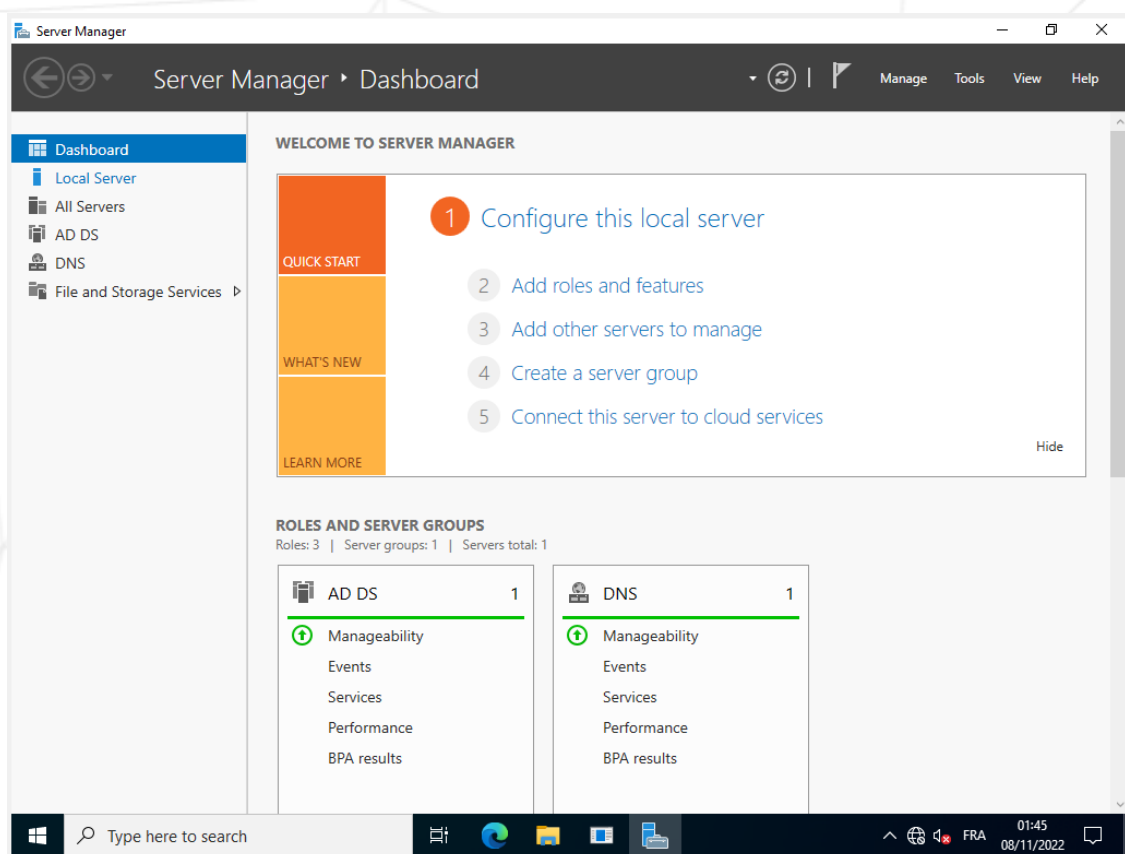 Server Manager
Server Manager • Dashboard
Manage Tools View Help
Dashboard
Local Server
All Servers
AD DS
DNS
File and Storage Services
WELCOME TO SERVER MANAGER
QUICK START
WHAT'S NEW
LEARN MORE
1 Configure this local server
2 Add roles and features
3 Add other servers to manage
4 Create a server group
5 Connect this server to cloud services
Hide
ROLES AND SERVER GROUPS
Roles: 3 | Server groups: 1 | Servers total: 1
AD DS 1
Manageability
Events
Services
Performance
BPA results
DNS 1
Manageability
Events
Services
Performance
BPA results
Type here to search
FRA
01:45
08/11/2022